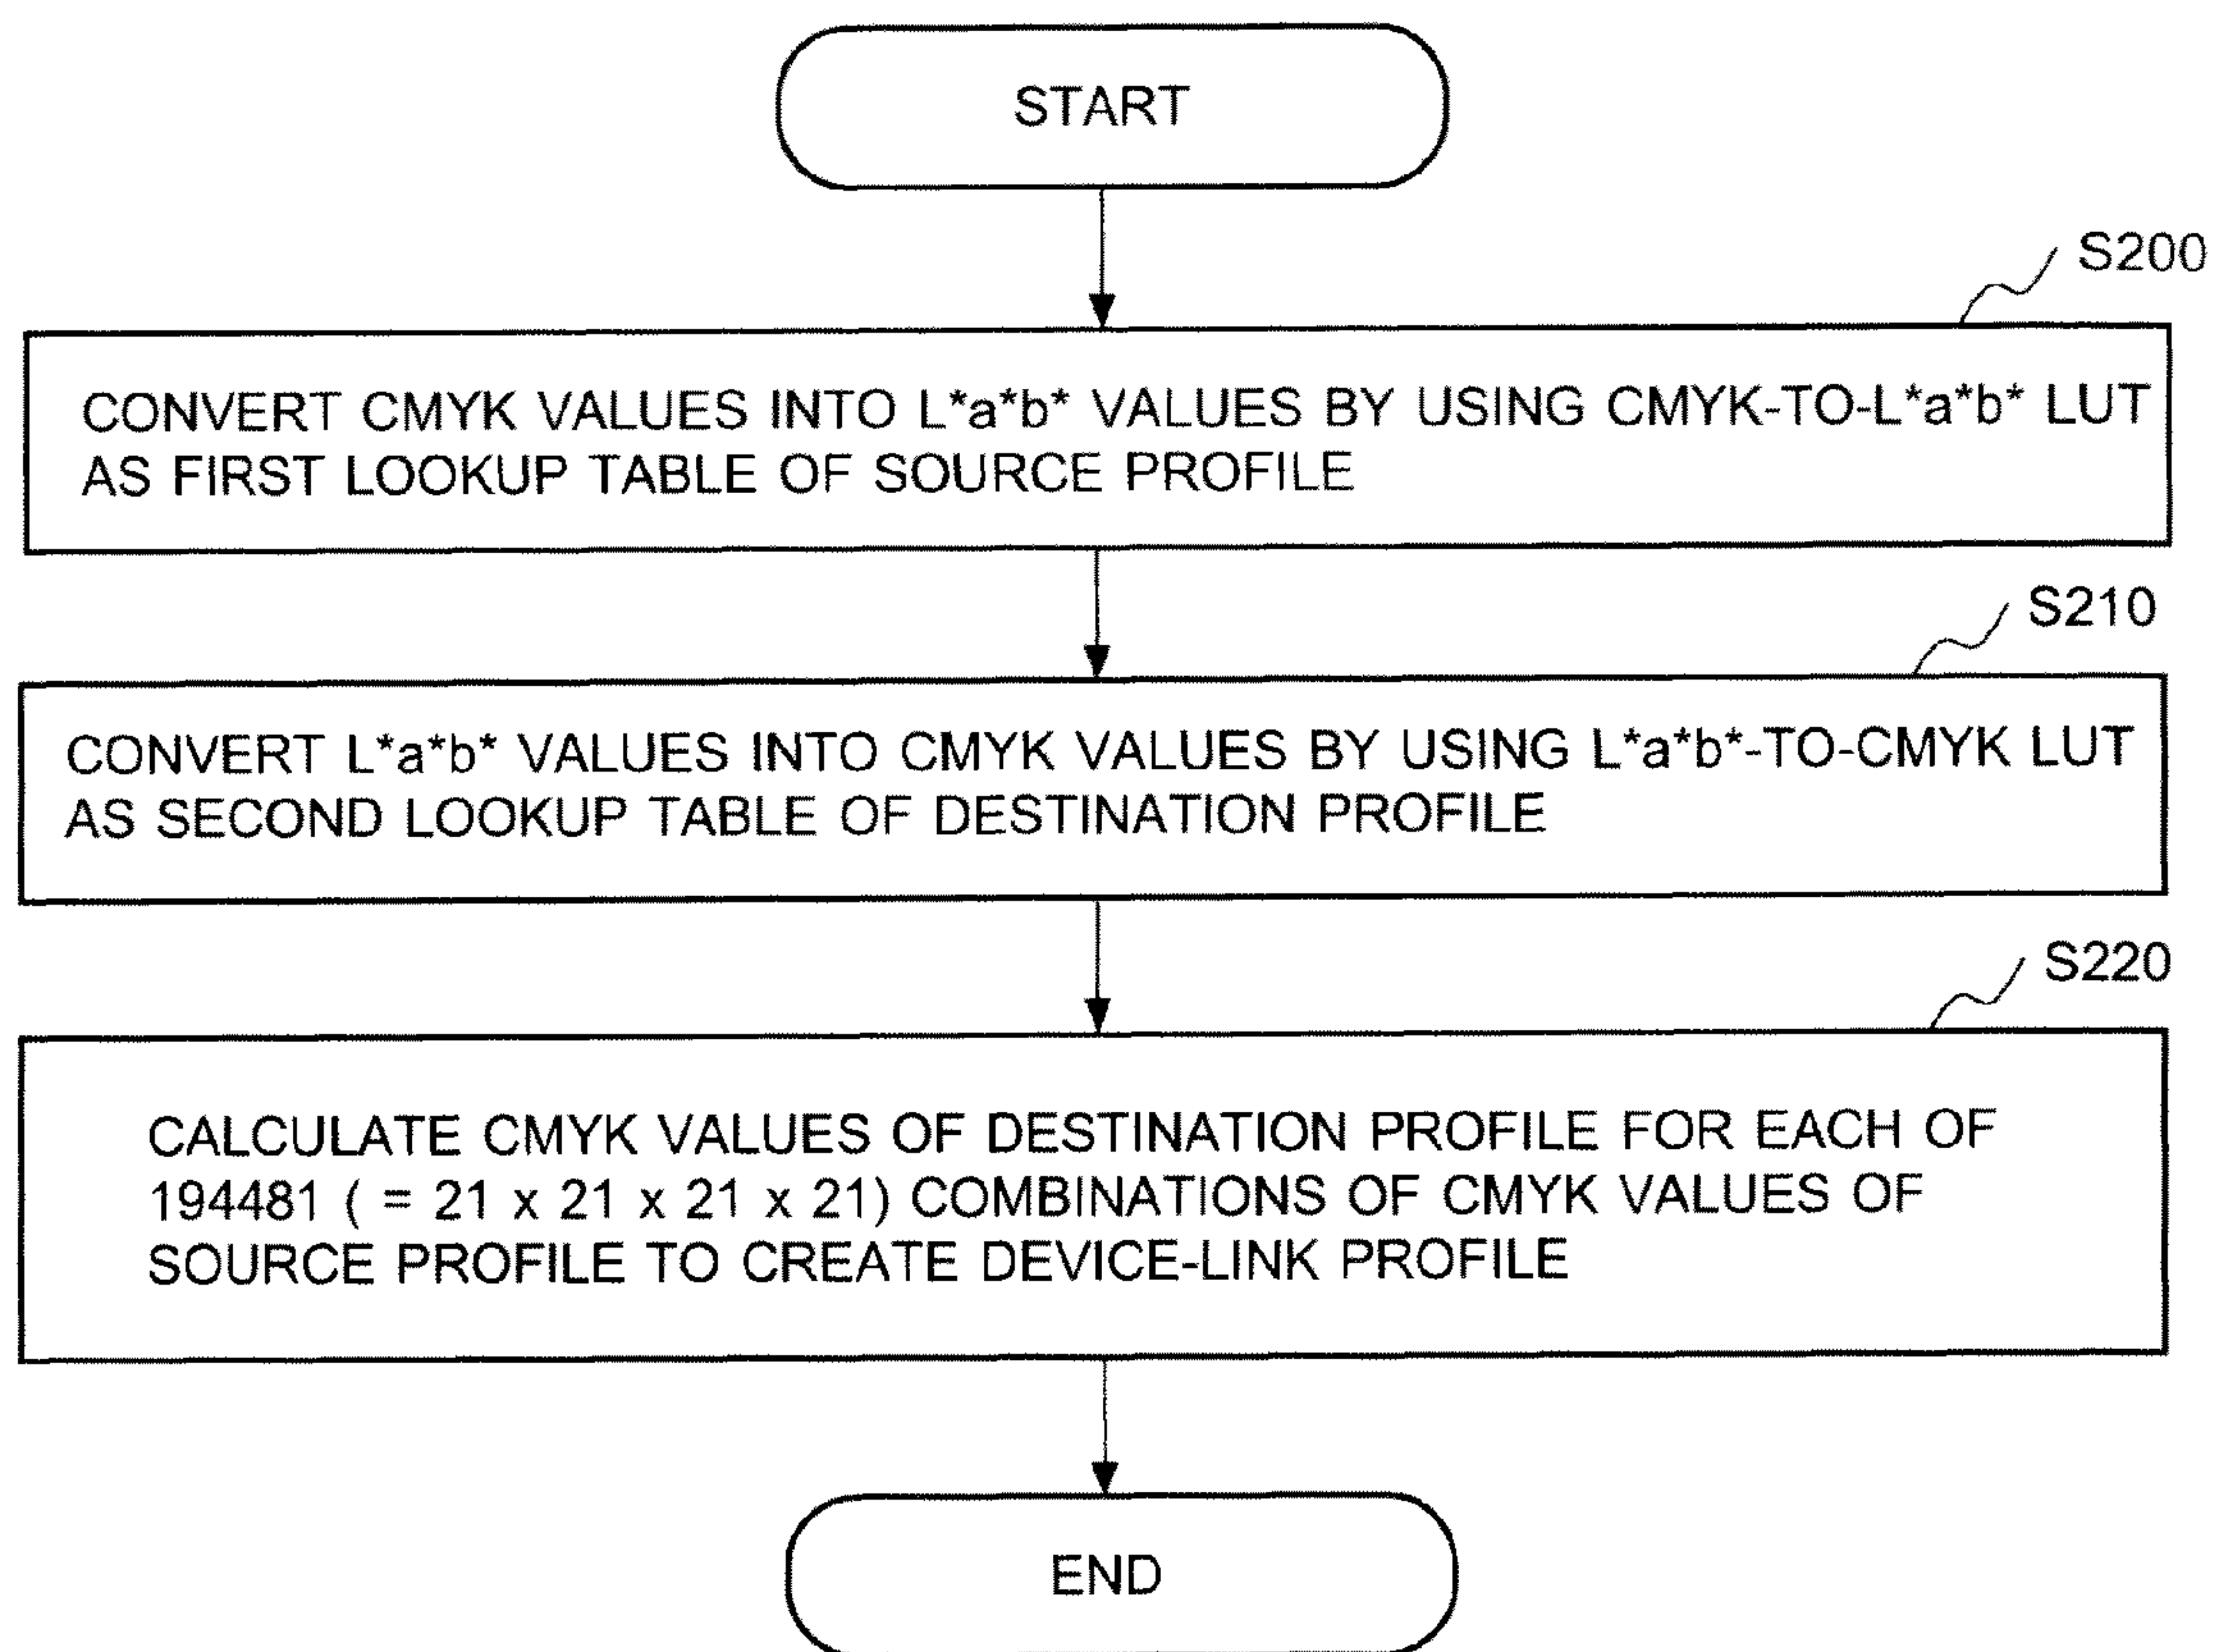 START
S200
CONVERT CMYK VALUES INTO L*a*b* VALUES BY USING CMYK-TO-L*a*b* LUT
AS FIRST LOOKUP TABLE OF SOURCE PROFILE
S210
CONVERT L*a*b* VALUES INTO CMYK VALUES BY USING L*a*b*-TO-CMYK LUT
AS SECOND LOOKUP TABLE OF DESTINATION PROFILE
S220
CALCULATE CMYK VALUES OF DESTINATION PROFILE FOR EACH OF
194481 ( = 21 x 21 x 21 x 21) COMBINATIONS OF CMYK VALUES OF
SOURCE PROFILE TO CREATE DEVICE-LINK PROFILE
END